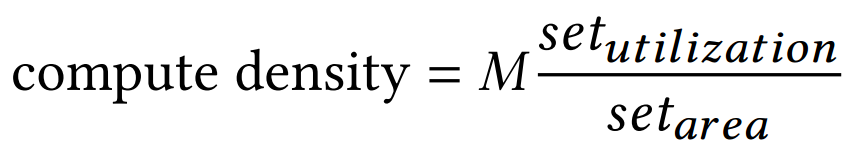 compute density = M set_utilization / set_area